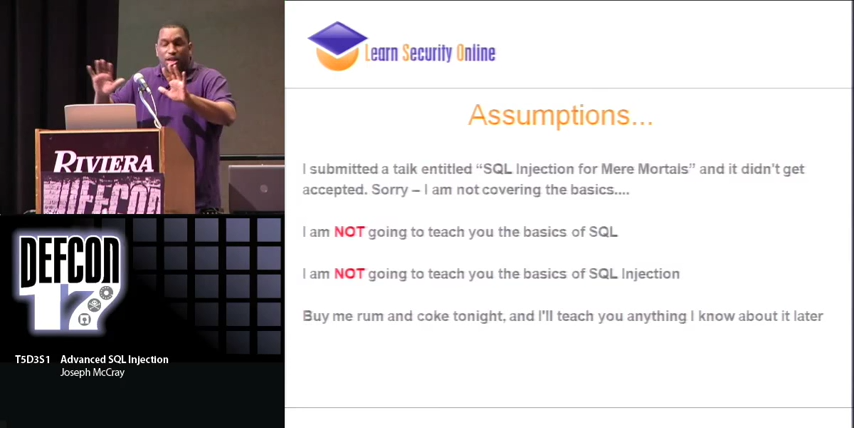 RIVIERA
DEFCON
DEFCON
17
T5D3S1 Advanced SQL Injection
Joseph McCray
Learn Security Online
Assumptions...
I submitted a talk entitled “SQL Injection for Mere Mortals” and it didn't get
accepted. Sorry – I am not covering the basics....
I am NOT going to teach you the basics of SQL
I am NOT going to teach you the basics of SQL Injection
Buy me rum and coke tonight, and I'll teach you anything I know about it later